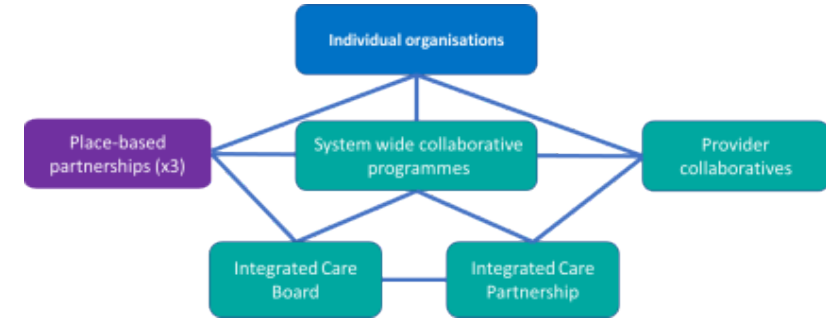 Individual organisations
Place-based
partnerships (x3)
System wide collaborative
programmes
Provider
collaboratives
Integrated Care
Board
Integrated Care
Partnership